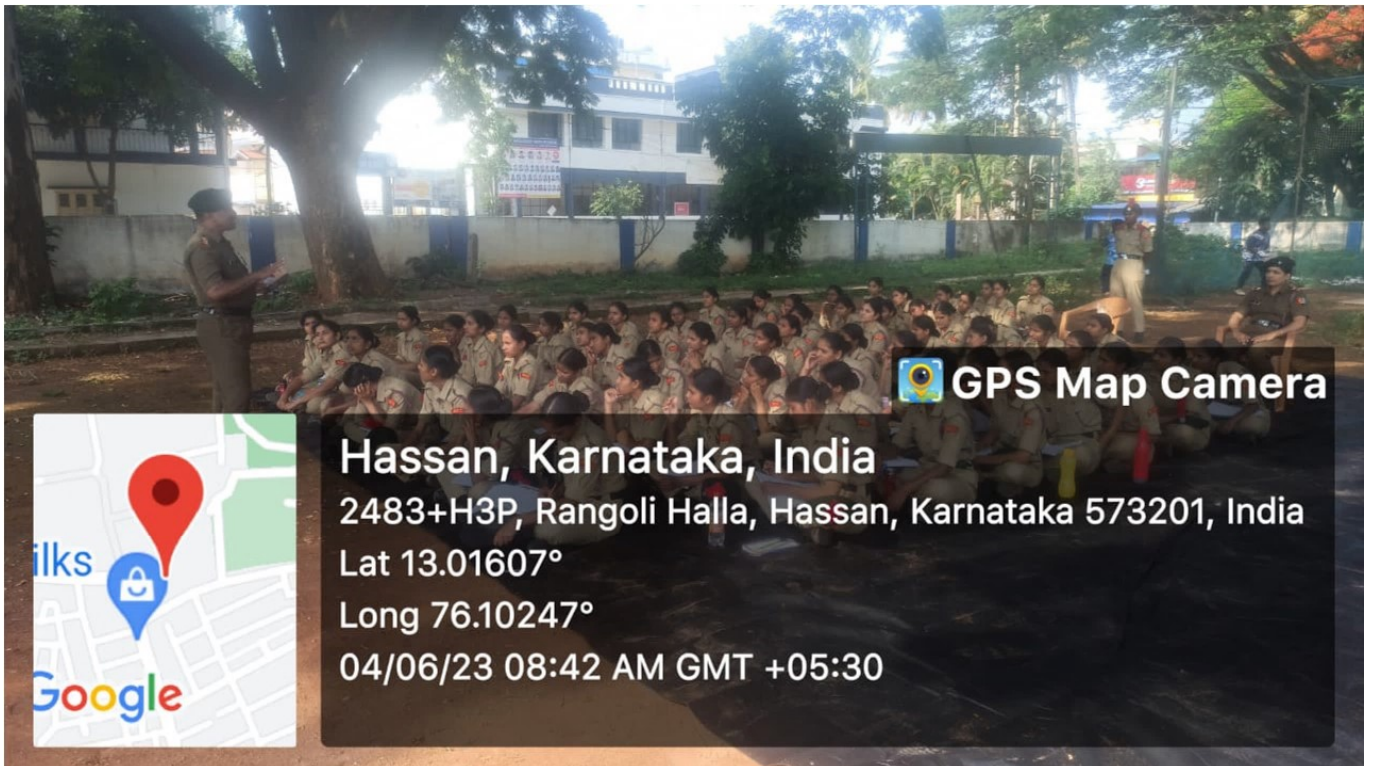 GPS Map Camera
Hassan, Karnataka, India
2483+H3P, Rangoli Halla, Hassan, Karnataka 573201, India
Lat 13.01607°
Long 76.10247°
04/06/23 08:42 AM GMT +05:30
ilks
Google